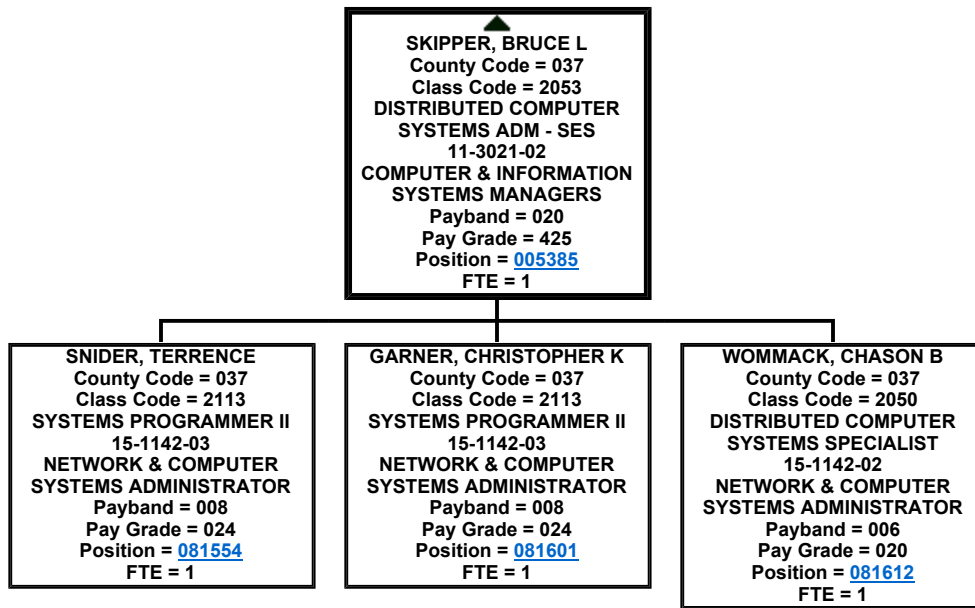 SKIPPER, BRUCE L
County Code = 037
Class Code = 2053
DISTRIBUTED COMPUTER
SYSTEMS ADM - SES
11-3021-02
COMPUTER & INFORMATION
SYSTEMS MANAGERS
Payband = 020
Pay Grade = 425
Position = 005385
FTE = 1
SNIDER, TERRENCE
County Code = 037
Class Code = 2113
SYSTEMS PROGRAMMER II
15-1142-03
NETWORK & COMPUTER
SYSTEMS ADMINISTRATOR
Payband = 008
Pay Grade = 024
Position = 081554
FTE = 1
GARNER, CHRISTOPHER K
County Code = 037
Class Code = 2113
SYSTEMS PROGRAMMER II
15-1142-03
NETWORK & COMPUTER
SYSTEMS ADMINISTRATOR
Payband = 008
Pay Grade = 024
Position = 081601
FTE = 1
WOMMACK, CHASON B
County Code = 037
Class Code = 2050
DISTRIBUTED COMPUTER
SYSTEMS SPECIALIST
15-1142-02
NETWORK & COMPUTER
SYSTEMS ADMINISTRATOR
Payband = 006
Pay Grade = 020
Position = 081612
FTE = 1